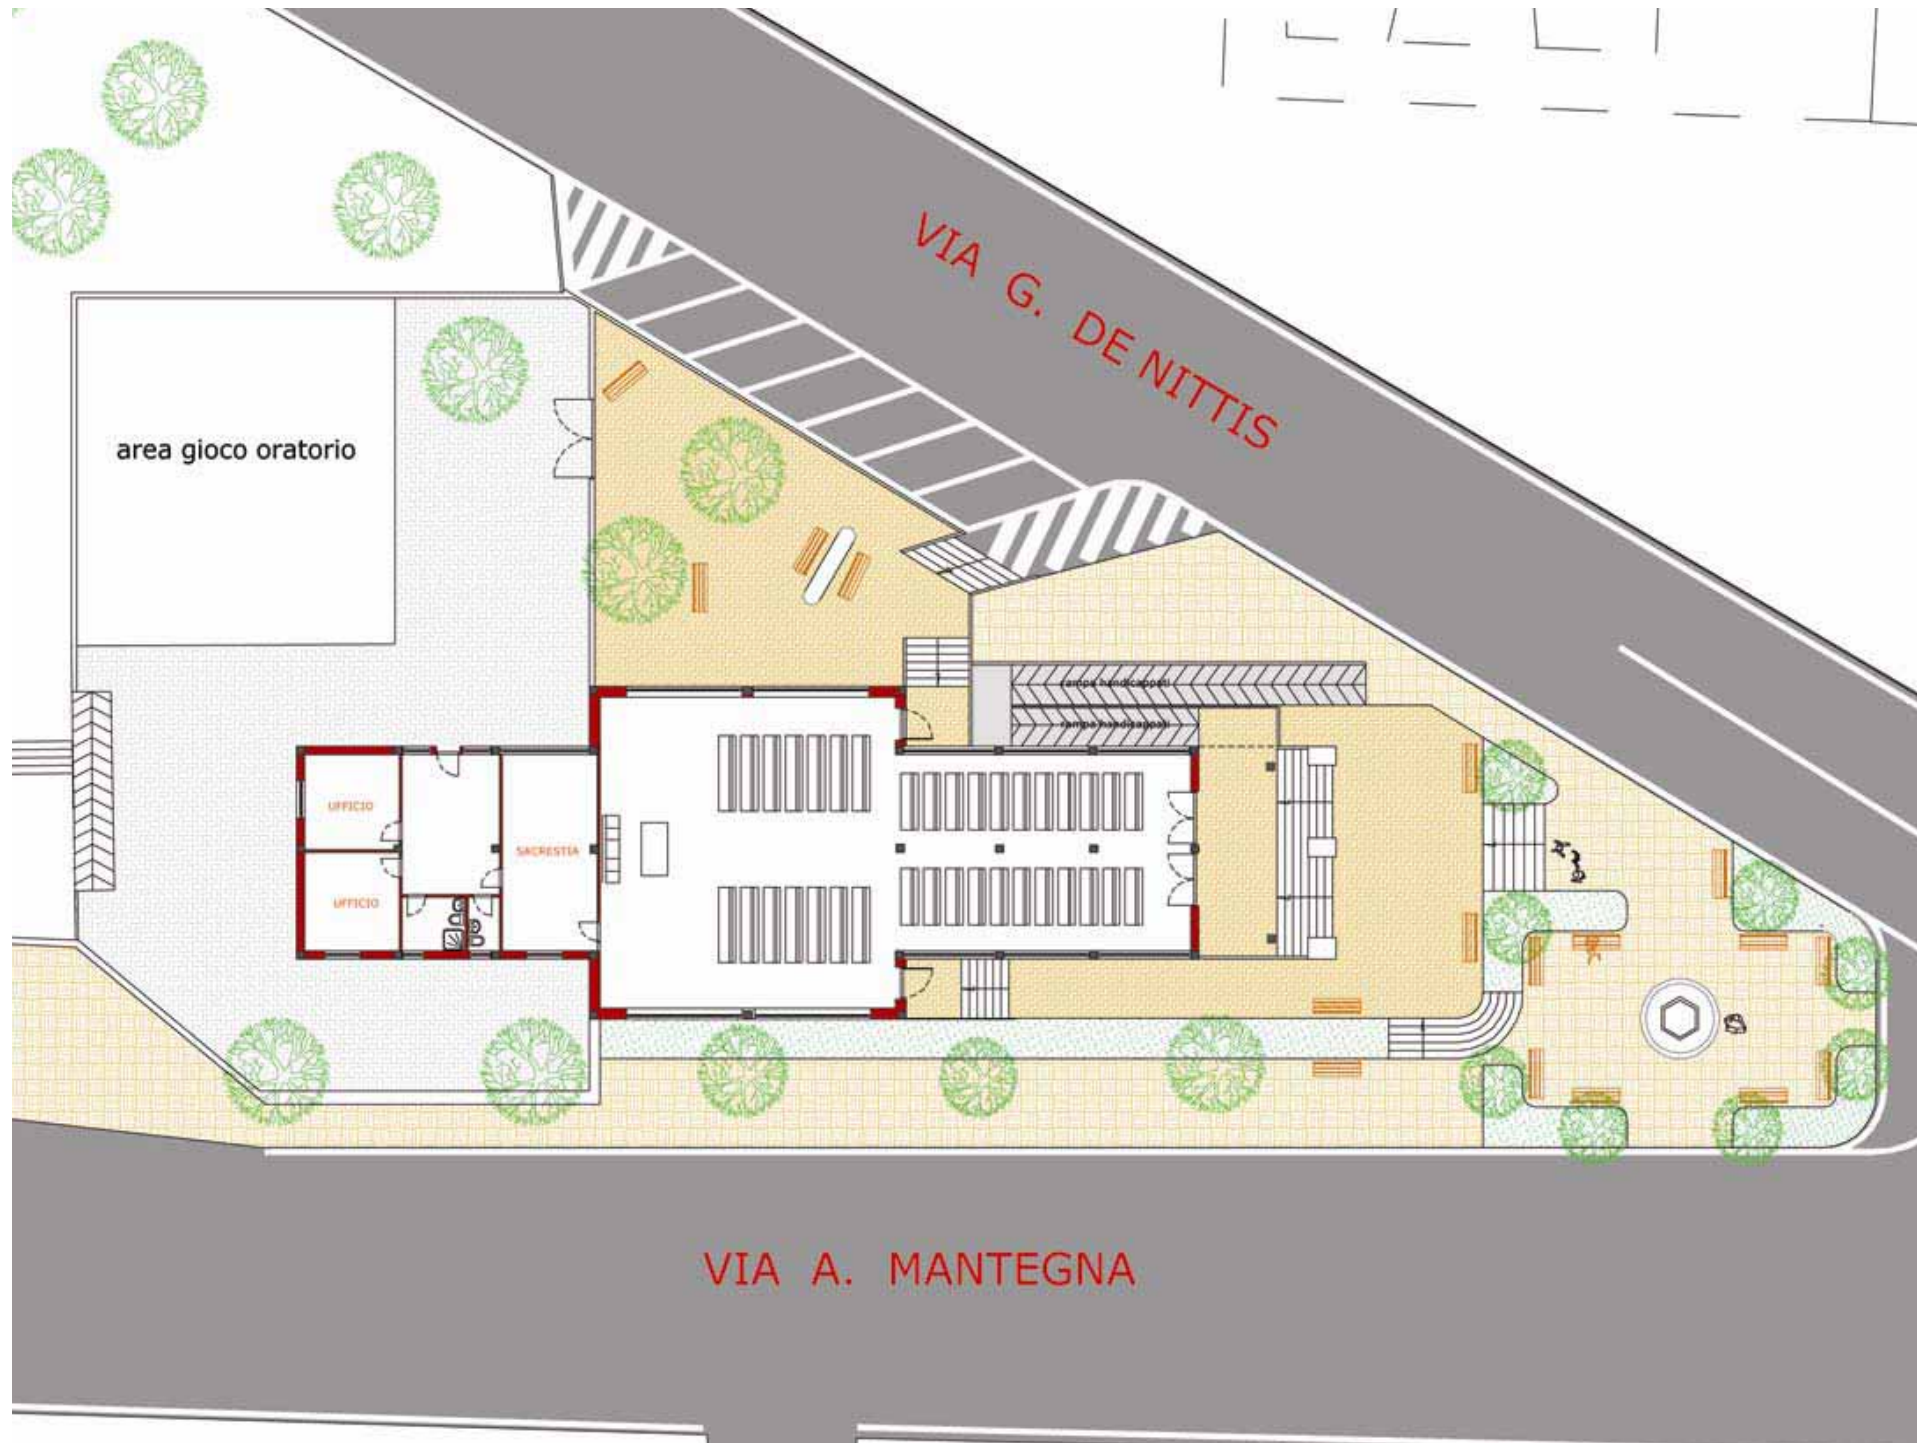 VIA G. DE NITTIS
area gioco oratorio
rampa handicappati
rampa handicappati
UFFICIO
SACRESTIA
UFFICIO
VIA A. MANTEGNA